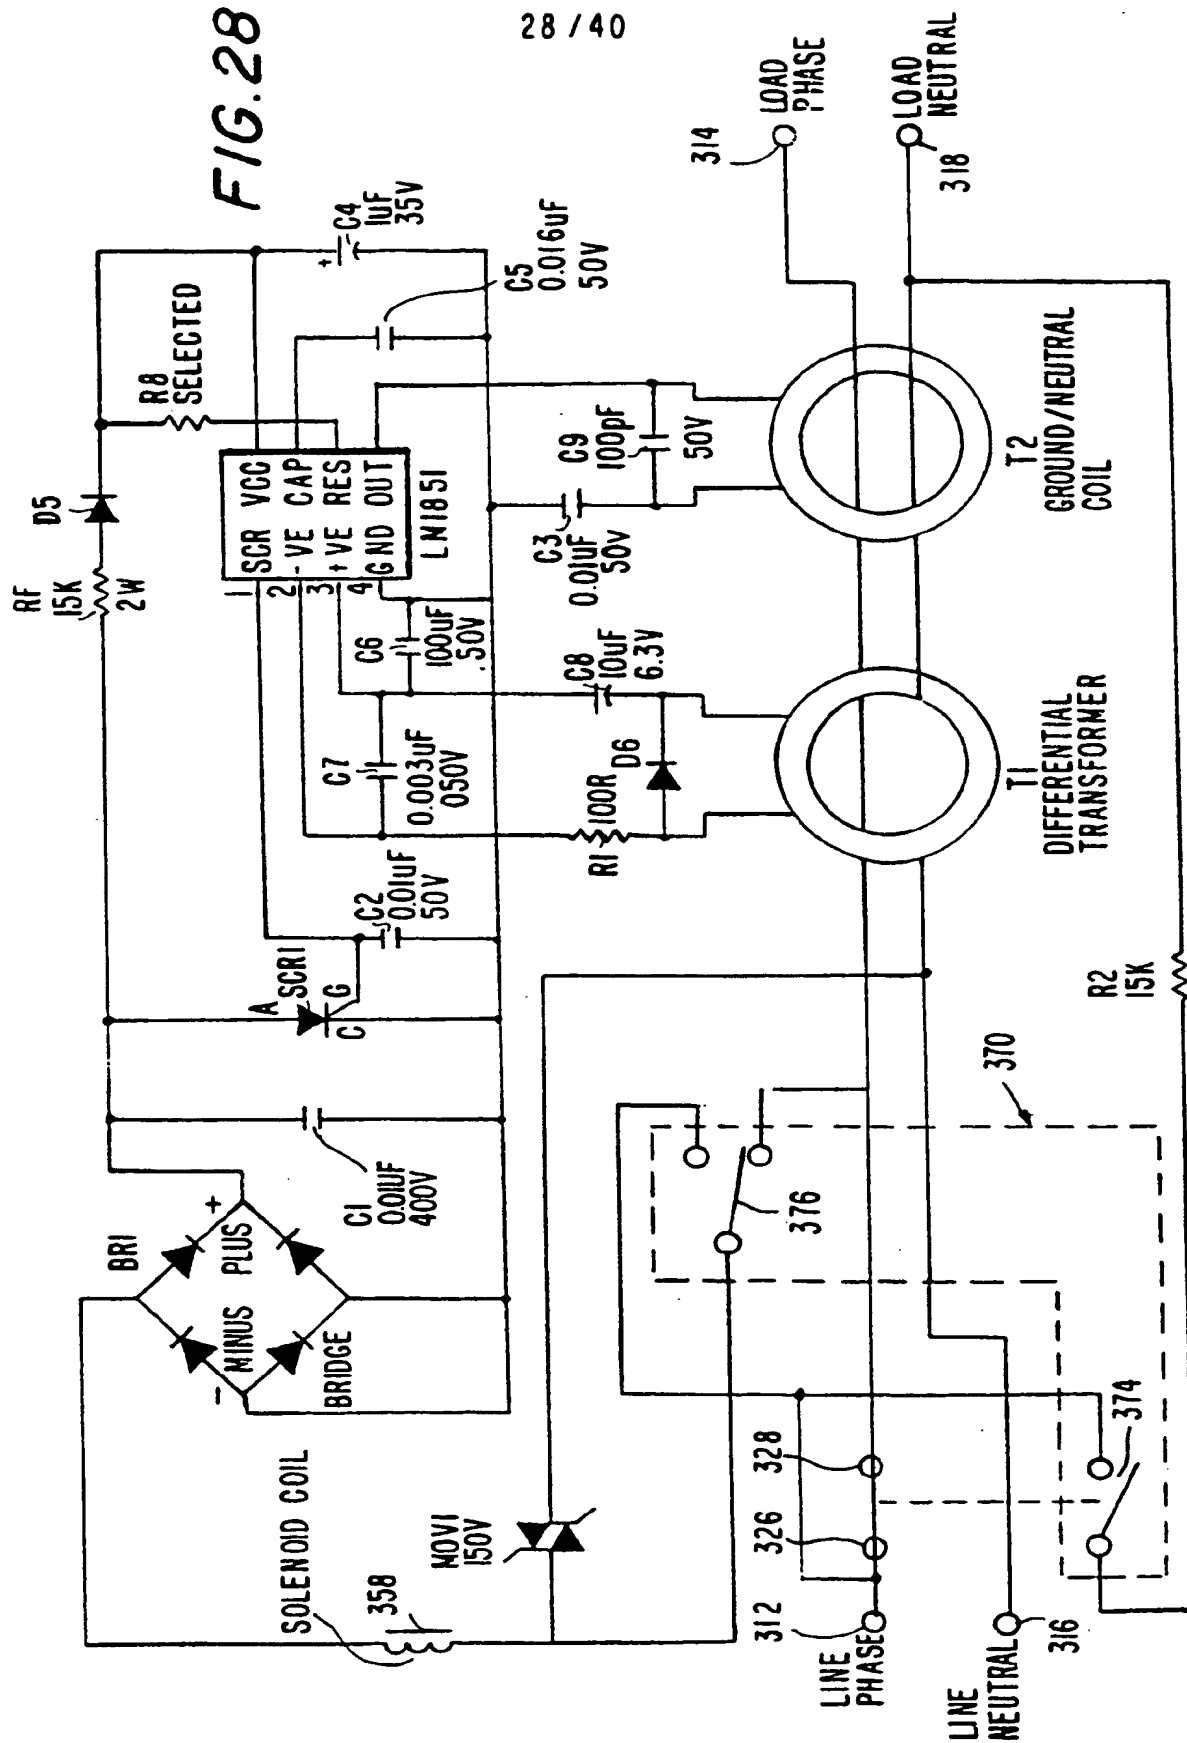 28/40
FIG.28
RF
15K
2W
D5
R8
SELECTED
C4
1uF
35V
+
C5
0.016uF
50V
1
2
3
4
SCR VCC
-VE CAP
+VE RES
GND OUT
LM1851
BRI
+
PLUS
MINUS
-
BRIDGE
C1
0.01UF
400V
A
SCRI
G
C
C2
0.01uF
50V
C7
0.003uF
050V
C6
100uF
.50V
C8
10uF
6.3V
C3
0.01uF
50v
C9
100pF
50V
R1
100R
D6
SOLENOID COIL
358
MOV1
150V
376
370
374
328
326
312
LINE
PHASE
LINE
NEUTRAL
316
T1
DIFFERENTIAL
TRANSFORMER
T2
GROUND/NEUTRAL
COIL
R2
15K
314
LOAD
PHASE
LOAD
NEUTRAL
318